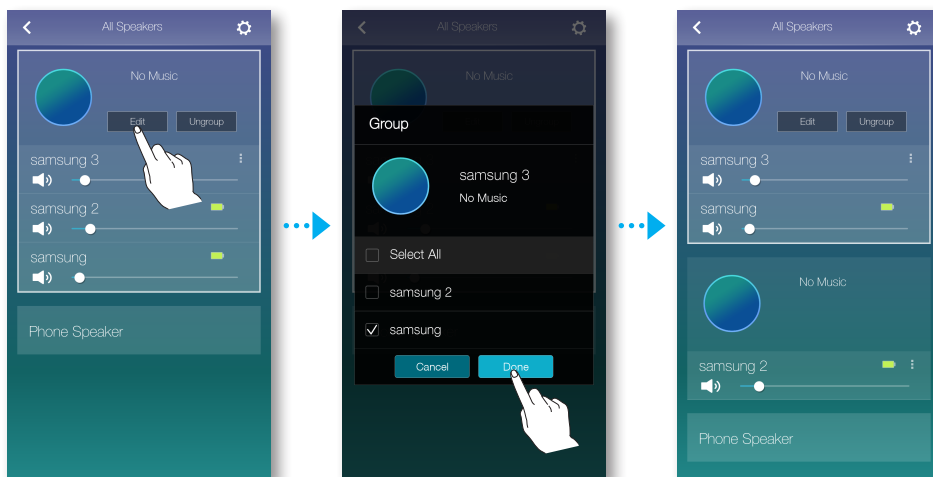 All Speakers
No Music
Edit Ungroup
samsung 3
samsung 2
samsung
Phone Speaker
All Speakers
No Music
Group
samsung 3
No Music
Select All
samsung 2
samsung
Cancel Done
All Speakers
No Music
Edit Ungroup
samsung 3
samsung
No Music
samsung 2
Phone Speaker